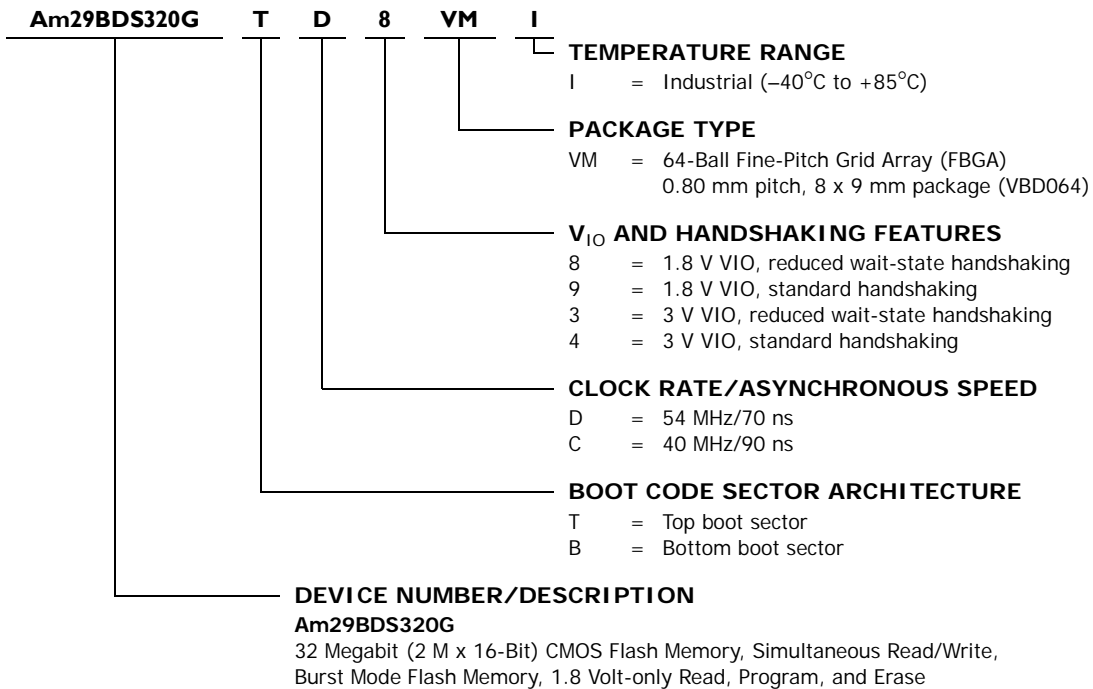 Am29BDS320G T D 8 VM I
TEMPERATURE RANGE
I = Industrial (–40°C to +85°C)
PACKAGE TYPE
VM = 64-Ball Fine-Pitch Grid Array (FBGA)
0.80 mm pitch, 8 x 9 mm package (VBD064)
VIO AND HANDSHAKING FEATURES
8 = 1.8 V VIO, reduced wait-state handshaking
9 = 1.8 V VIO, standard handshaking
3 = 3 V VIO, reduced wait-state handshaking
4 = 3 V VIO, standard handshaking
CLOCK RATE/ASYNCHRONOUS SPEED
D = 54 MHz/70 ns
C = 40 MHz/90 ns
BOOT CODE SECTOR ARCHITECTURE
T = Top boot sector
B = Bottom boot sector
DEVICE NUMBER/DESCRIPTION
Am29BDS320G
32 Megabit (2 M x 16-Bit) CMOS Flash Memory, Simultaneous Read/Write,
Burst Mode Flash Memory, 1.8 Volt-only Read, Program, and Erase